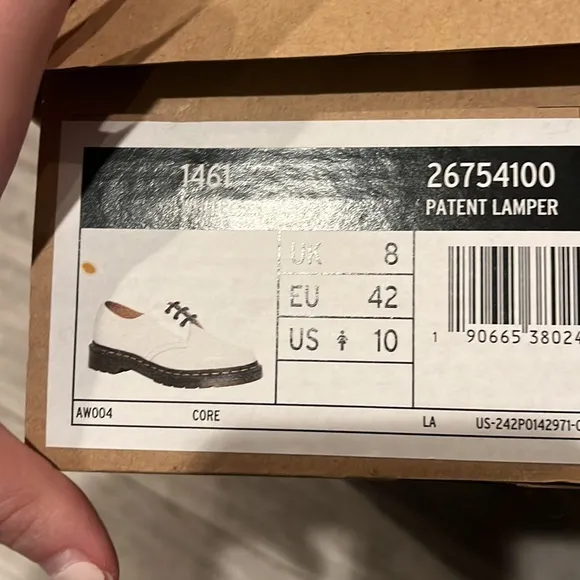 1461
26754100
PATENT LAMPER
UK 8
EU 42
US 10
1 90665 38024
AW004 CORE LA US-242P0142971-